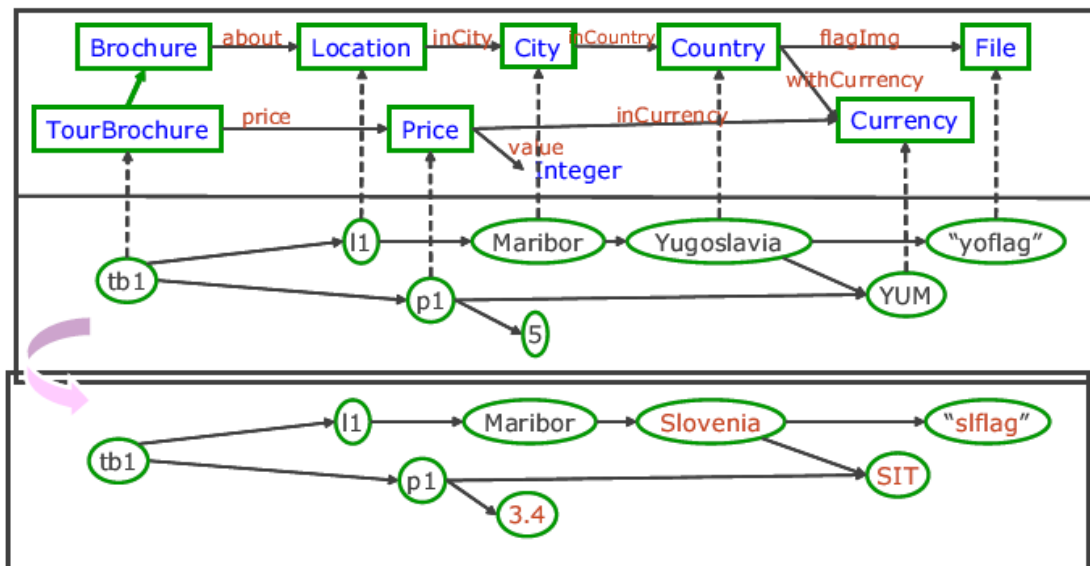 Brochure about Location inCity City inCountry Country flagImg File
withCurrency
TourBrochure price Price inCurrency Currency
value
Integer
l1 Maribor Yugoslavia “yoflag”
tb1 p1 YUM
5
l1 Maribor Slovenia “slflag”
tb1 p1 SIT
3.4